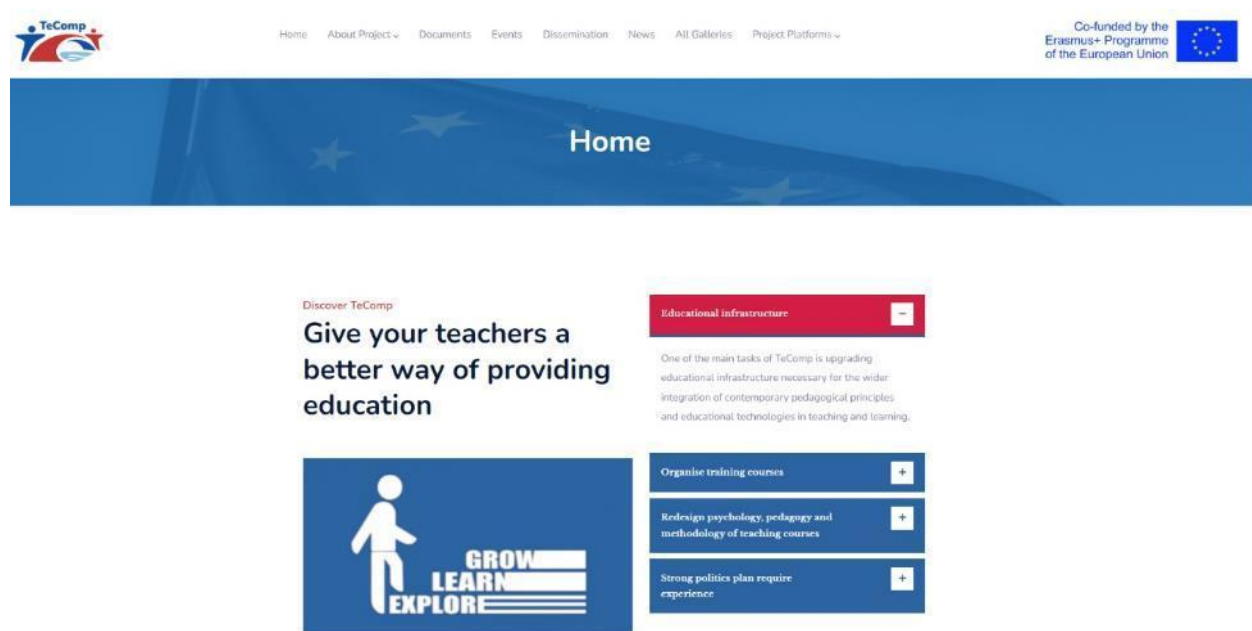 TeComp
Home About Project Documents Events Dissemination News All Galleries Project Platforms
Co-funded by the
Erasmus+ Programme
of the European Union
Home
Discover TeComp
Give your teachers a
better way of providing
education
GROW
LEARN
EXPLORE
Educational infrastructure
One of the main tasks of TeComp is upgrading
educational infrastructure necessary for the wider
integration of contemporary pedagogical principles
and educational technologies in teaching and learning.
Organise training courses
Redesign psychology, pedagogy and
methodology of teaching courses
Strong politics plan require
experience